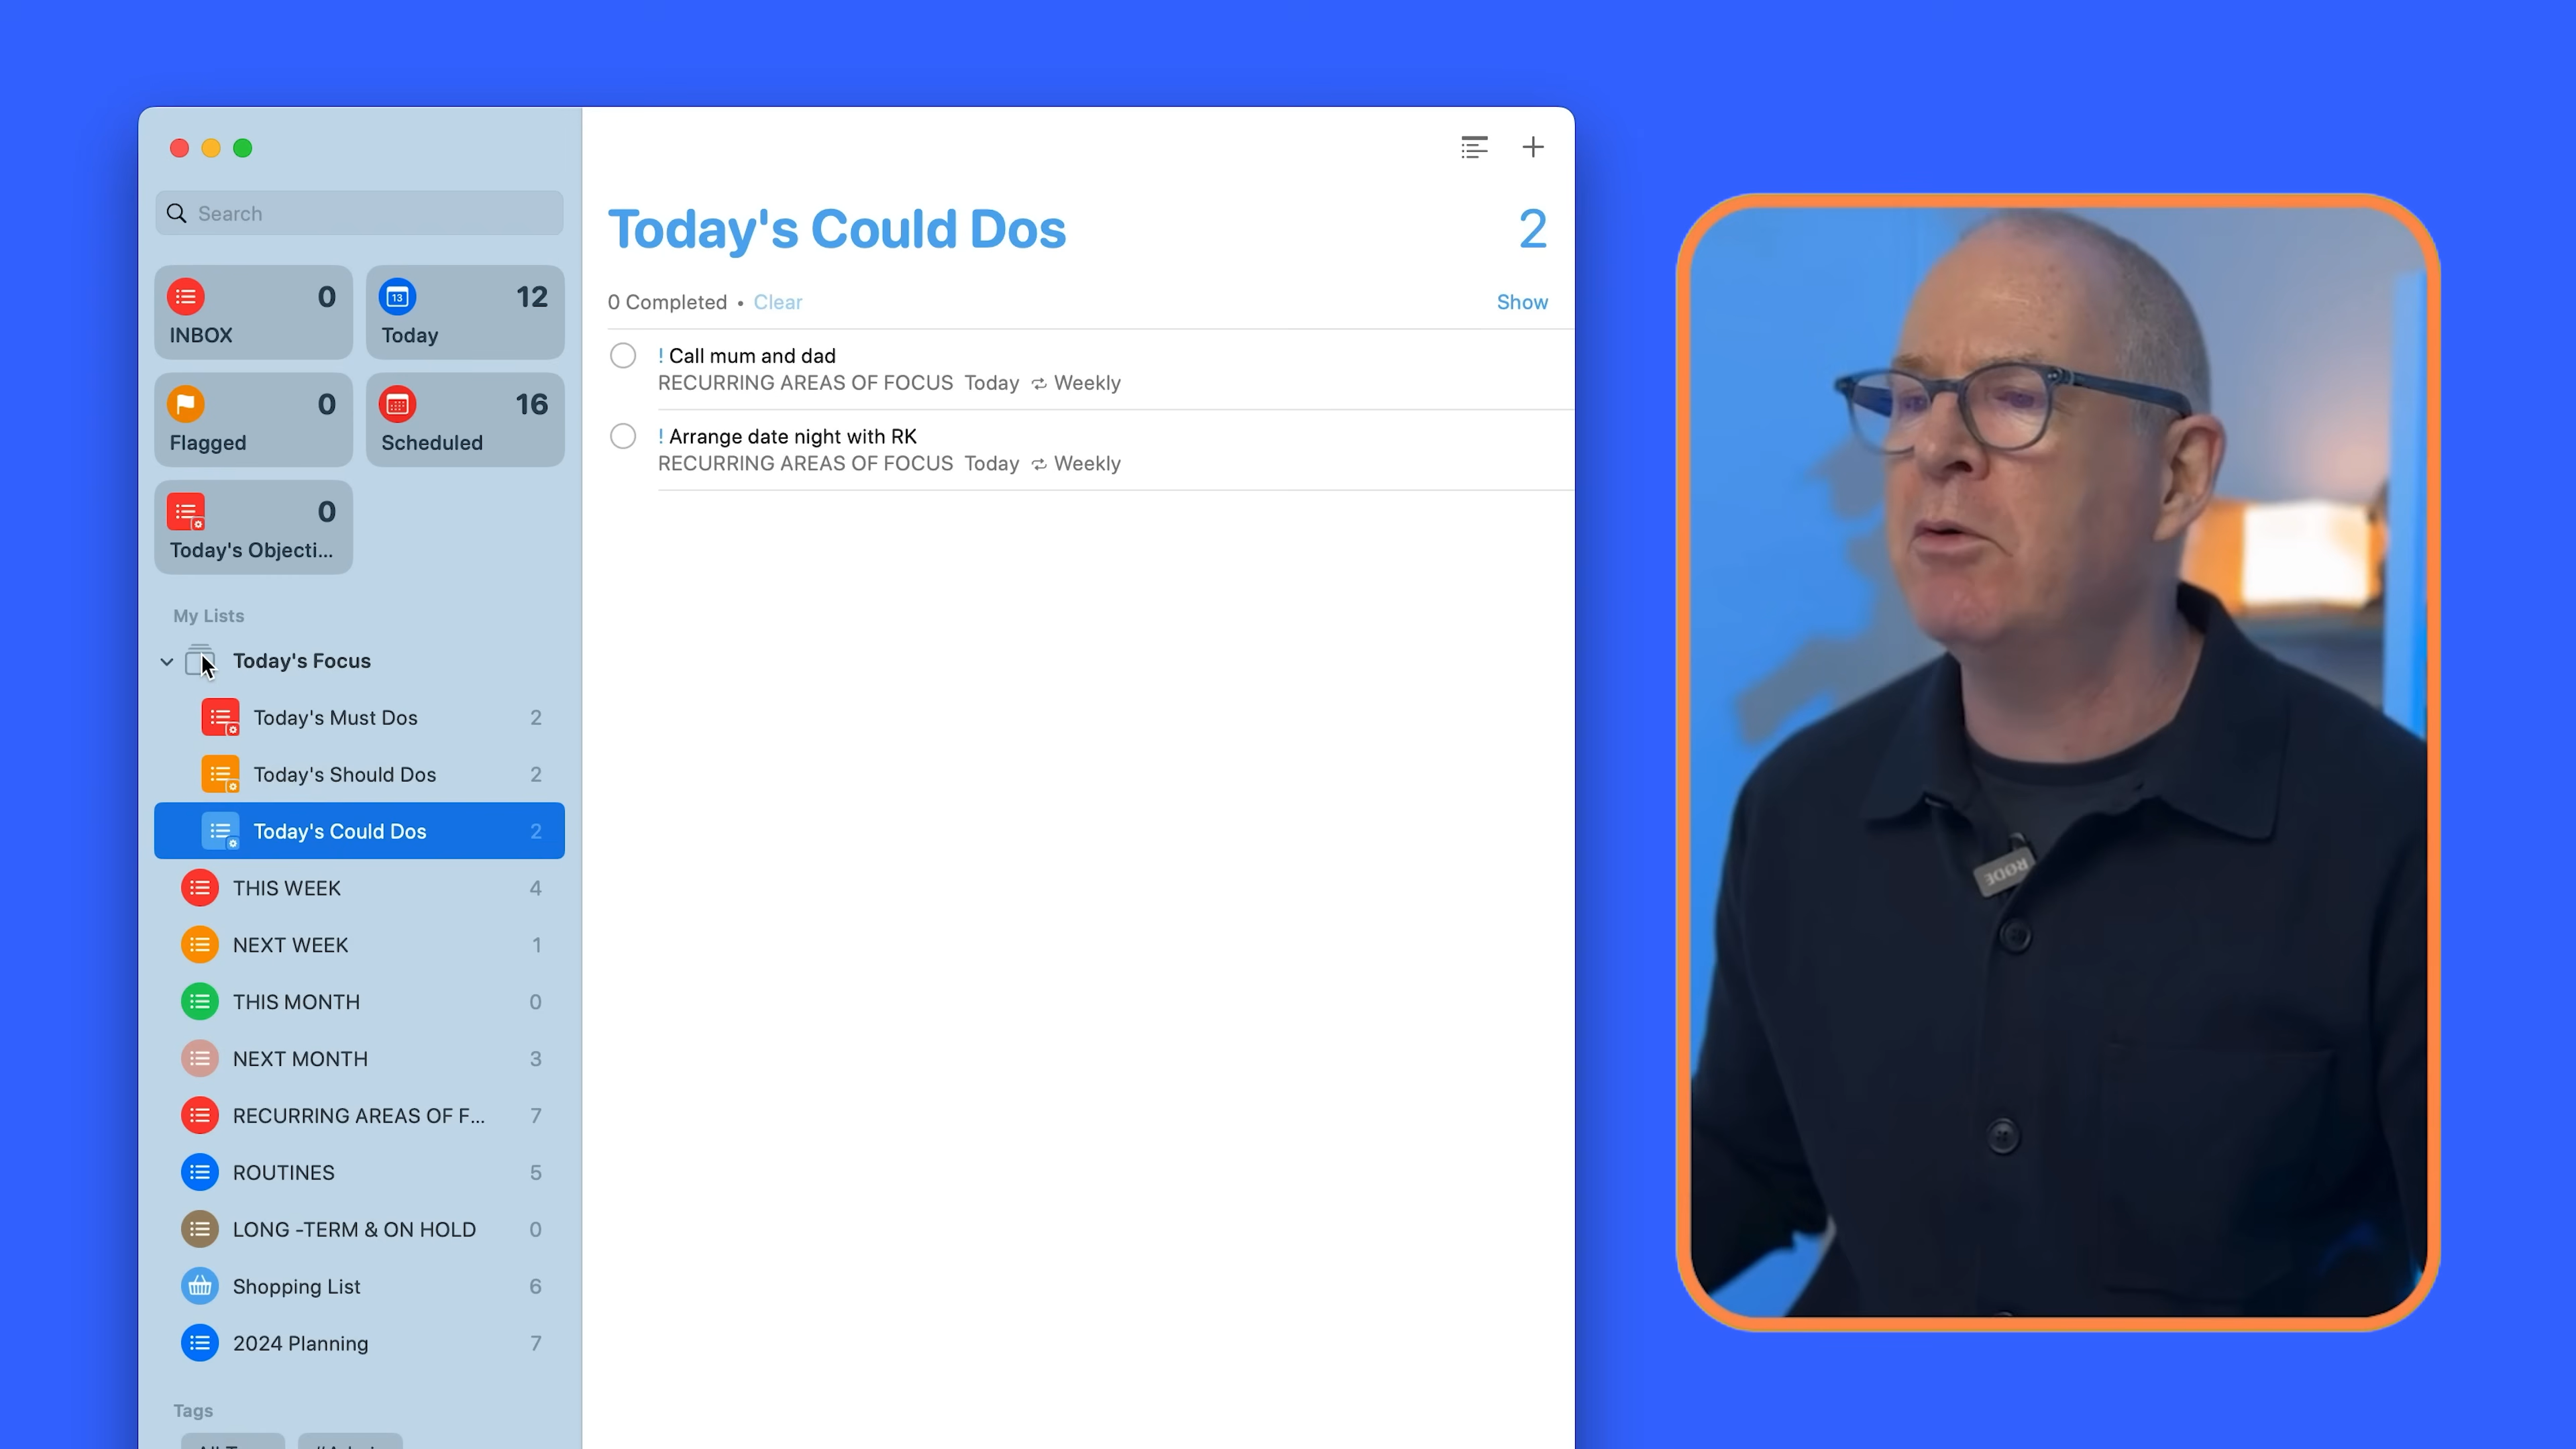 Search
0
INBOX
13
12
Today
0
Flagged
16
Scheduled
0
Today's Objecti...
My Lists
Today's Focus
Today's Must Dos 2
Today's Should Dos 2
Today's Could Dos 2
THIS WEEK 4
NEXT WEEK 1
THIS MONTH 0
NEXT MONTH 3
RECURRING AREAS OF F... 7
ROUTINES 5
LONG -TERM & ON HOLD 0
Shopping List 6
2024 Planning 7
Tags
Today's Could Dos 2
0 Completed • Clear Show
! Call mum and dad
RECURRING AREAS OF FOCUS Today Weekly
! Arrange date night with RK
RECURRING AREAS OF FOCUS Today Weekly
RODE